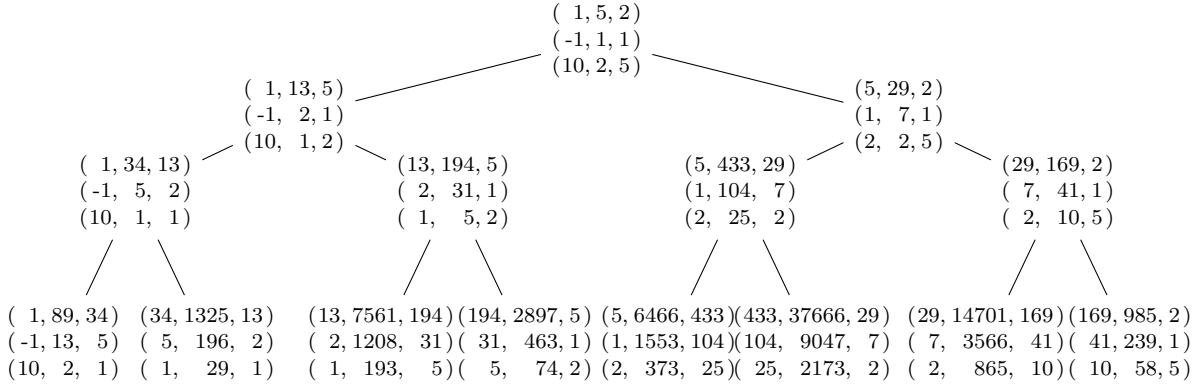 ( 1, 5, 2)
( -1, 1, 1)
(10, 2, 5)
( 1, 13, 5)
( -1, 2, 1)
(10, 1, 2)
(5, 29, 2)
(1, 7, 1)
(2, 2, 5)
( 1, 34, 13)
( -1, 5, 2)
(10, 1, 1)
(13, 194, 5)
( 2, 31, 1)
( 1, 5, 2)
(5, 433, 29)
(1, 104, 7)
(2, 25, 2)
(29, 169, 2)
( 7, 41, 1)
( 2, 10, 5)
( 1, 89, 34)
( -1, 13, 5)
(10, 2, 1)
(34, 1325, 13)
( 5, 196, 2)
( 1, 29, 1)
(13, 7561, 194)
( 2, 1208, 31)
( 1, 193, 5)
(194, 2897, 5)
( 31, 463, 1)
( 5, 74, 2)
(5, 6466, 433)
(1, 1553, 104)
(2, 373, 25)
(433, 37666, 29)
(104, 9047, 7)
( 25, 2173, 2)
(29, 14701, 169)
( 7, 3566, 41)
( 2, 865, 10)
(169, 985, 2)
( 41, 239, 1)
( 10, 58, 5)